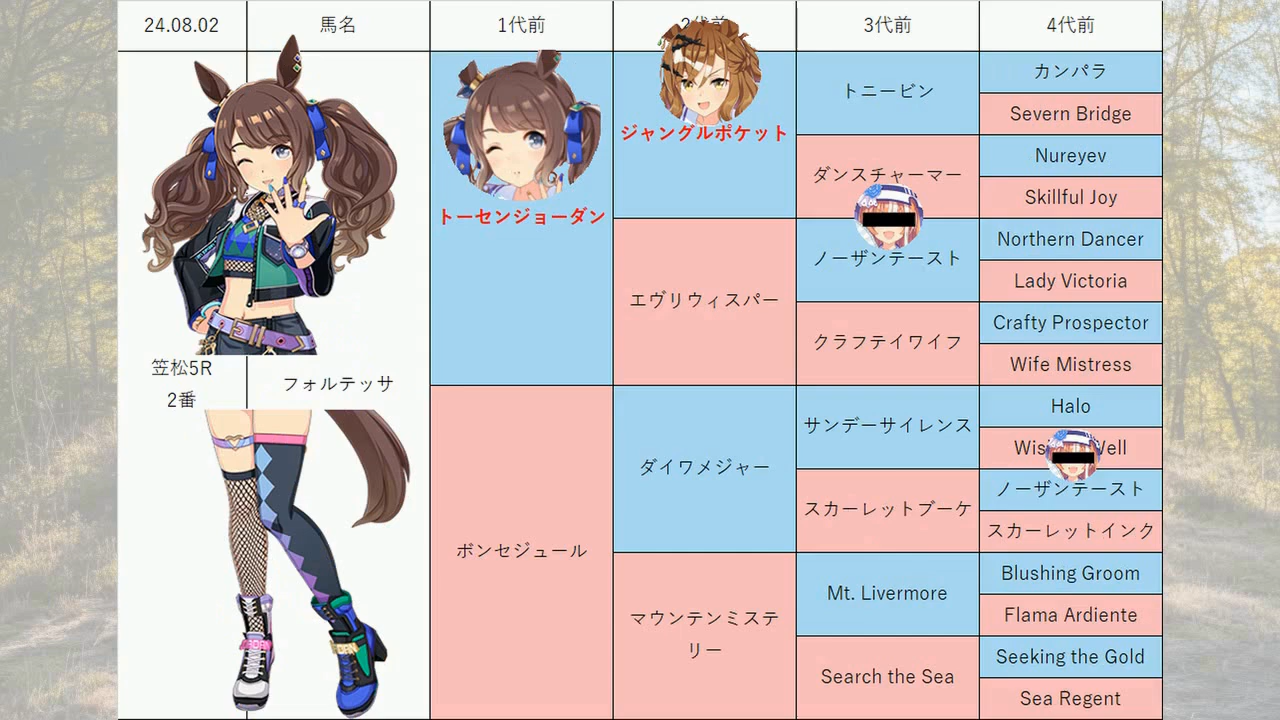 24.08.02
馬名
1代前
2代前
3代前
4代前
笠松5R
2番
フォルテッサ
トーセンジョーダン
ボンセジュール
ジャングルポケット
エヴリウィスパー
ダイワメジャー
マウンテンミステ
リー
トニービン
ダンスチャーマー
ノーザンテースト
クラフテイワイフ
サンデーサイレンス
スカーレットブーケ
Mt. Livermore
Search the Sea
カンパラ
Severn Bridge
Nureyev
Skillful Joy
Northern Dancer
Lady Victoria
Crafty Prospector
Wife Mistress
Halo
Wis ell
ノーザンテースト
スカーレットインク
Blushing Groom
Flama Ardiente
Seeking the Gold
Sea Regent